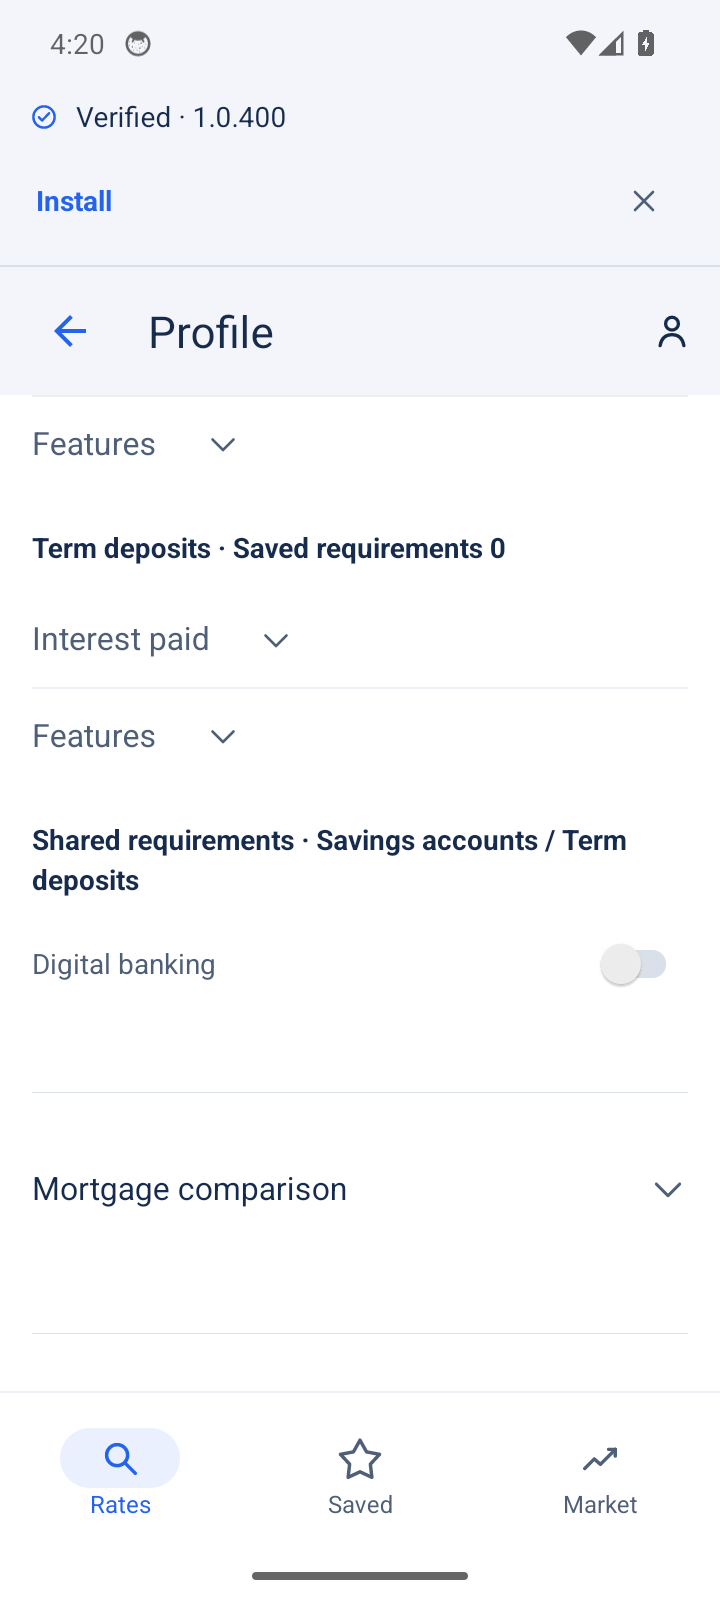 4:20
Verified · 1.0.400
Install
Profile
Features
Term deposits · Saved requirements 0
Interest paid
Features
Shared requirements · Savings accounts / Term
deposits
Digital banking
Mortgage comparison
Rates
Saved
Market